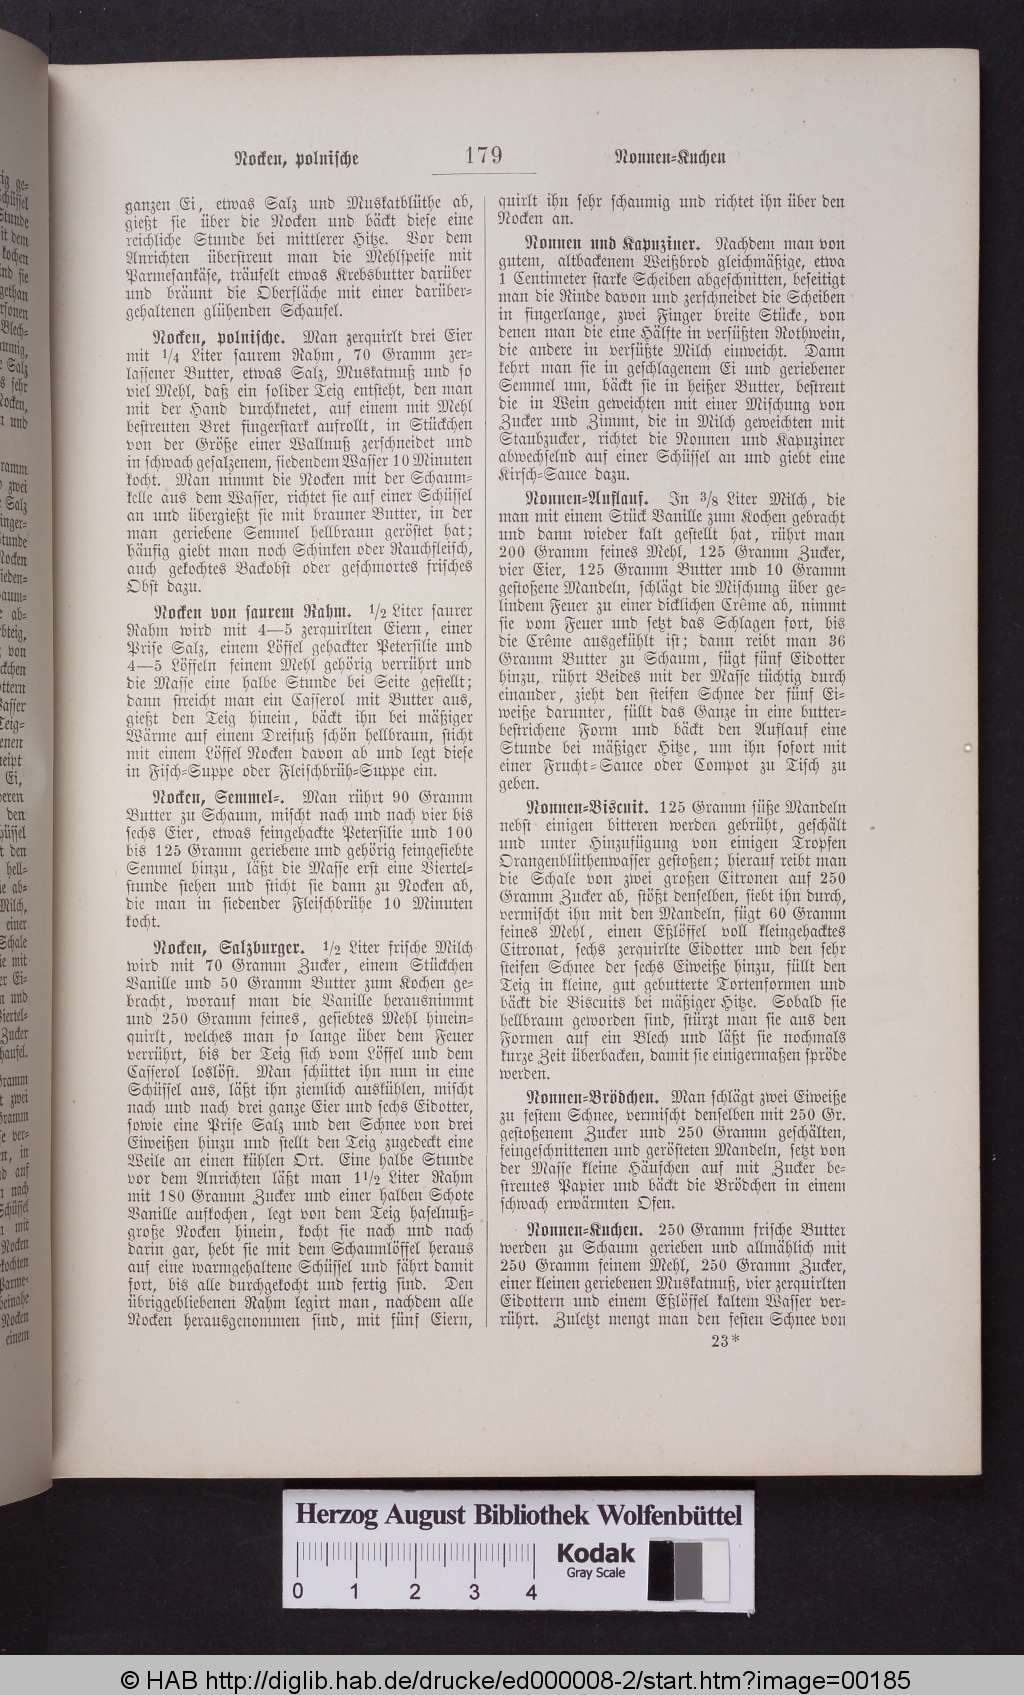 Nocken, polnische 179 Nonnen=Kuchen
ganzen Ei, etwas Salz und Muskatblüthe ab,
gießt sie über die Nocken und bäckt diese eine
reichliche Stunde bei mittlerer Hitze. Vor dem
Anrichten überstreut man die Mehlspeise mit
Parmesankäse, träufelt etwas Krebsbutter darüber
und bräunt die Oberfläche mit einer darüber-
gehaltenen glühenden Schaufel.
Nocken, polnische. Man zerquirlt drei Eier
mit 1/4 Liter saurem Rahm, 70 Gramm zer-
lassener Butter, etwas Salz, Muskatnuß und so
viel Mehl, daß ein solider Teig entsteht, den man
mit der Hand durchknetet, auf einem mit Mehl
bestreuten Bret fingerstark aufrollt, in Stückchen
von der Größe einer Wallnuß zerschneidet und
in schwach gesalzenem, siedendem Wasser 10 Minuten
kocht. Man nimmt die Nocken mit der Schaum-
kelle aus dem Wasser, richtet sie auf einer Schüssel
an und übergießt sie mit brauner Butter, in der
man geriebene Semmel hellbraun geröstet hat;
häufig giebt man noch Schinken oder Rauchfleisch,
auch gekochtes Backobst oder geschmortes frisches
Obst dazu.
Nocken von saurem Rahm. 1/2 Liter saurer
Rahm wird mit 4—5 zerquirlten Eiern, einer
Prise Salz, einem Löffel gehackter Petersilie und
4—5 Löffeln feinem Mehl gehörig verrührt und
die Masse eine halbe Stunde bei Seite gestellt;
dann streicht man ein Casserol mit Butter aus,
gießt den Teig hinein, bäckt ihn bei mäßiger
Wärme auf einem Dreifuß schön hellbraun, sticht
mit einem Löffel Nocken davon ab und legt diese
in Fisch=Suppe oder Fleischbrüh=Suppe ein.
Nocken, Semmel=. Man rührt 90 Gramm
Butter zu Schaum, mischt nach und nach vier bis
sechs Eier, etwas feingehackte Petersilie und 100
bis 125 Gramm geriebene und gehörig feingesiebte
Semmel hinzu, läßt die Masse erst eine Viertel-
stunde stehen und sticht sie dann zu Nocken ab,
die man in siedender Fleischbrühe 10 Minuten
kocht.
Nocken, Salzburger. 1/2 Liter frische Milch
wird mit 70 Gramm Zucker, einem Stückchen
Vanille und 50 Gramm Butter zum Kochen ge-
bracht, worauf man die Vanille herausnimmt
und 250 Gramm feines, gesiebtes Mehl hinein-
quirlt, welches man so lange über dem Feuer
verrührt, bis der Teig sich vom Löffel und dem
Casserol loslöst. Man schüttet ihn nun in eine
Schüssel aus, läßt ihn ziemlich auskühlen, mischt
nach und nach drei ganze Eier und sechs Eidotter,
sowie eine Prise Salz und den Schnee von drei
Eiweißen hinzu und stellt den Teig zugedeckt eine
Weile an einen kühlen Ort. Eine halbe Stunde
vor dem Anrichten läßt man 1 1/2 Liter Rahm
mit 180 Gramm Zucker und einer halben Schote
Vanille aufkochen, legt von dem Teig haselnuß-
große Nocken hinein, kocht sie nach und nach
darin gar, hebt sie mit dem Schaumlöffel heraus
auf eine warmgehaltene Schüssel und fährt damit
fort, bis alle durchgekocht und fertig sind. Den
übriggebliebenen Rahm legirt man, nachdem alle
Nocken herausgenommen sind, mit fünf Eiern,
quirlt ihn sehr schaumig und richtet ihn über den
Nocken an.
Nonnen und Kapuziner. Nachdem man von
gutem, altbackenem Weißbrod gleichmäßige, etwa
1 Centimeter starke Scheiben abgeschnitten, beseitigt
man die Rinde davon und zerschneidet die Scheiben
in fingerlange, zwei Finger breite Stücke, von
denen man die eine Hälfte in versüßten Rothwein,
die andere in versüßte Milch einweicht. Dann
kehrt man sie in geschlagenem Ei und geriebener
Semmel um, bäckt sie in heißer Butter, bestreut
die in Wein geweichten mit einer Mischung von
Zucker und Zimmt, die in Milch geweichten mit
Staubzucker, richtet die Nonnen und Kapuziner
abwechselnd auf einer Schüssel an und giebt eine
Kirsch=Sauce dazu.
Nonnen=Auflauf. In 3/8 Liter Milch, die
man mit einem Stück Vanille zum Kochen gebracht
und dann wieder kalt gestellt hat, rührt man
200 Gramm feines Mehl, 125 Gramm Zucker,
vier Eier, 125 Gramm Butter und 10 Gramm
gestoßene Mandeln, schlägt die Mischung über ge-
lindem Feuer zu einer dicklichen Crême ab, nimmt
sie vom Feuer und setzt das Schlagen fort, bis
die Crême ausgekühlt ist; dann reibt man 36
Gramm Butter zu Schaum, fügt fünf Eidotter
hinzu, rührt Beides mit der Masse tüchtig durch
einander, zieht den steifen Schnee der fünf Ei-
weiße darunter, füllt das Ganze in eine butter-
bestrichene Form und bäckt den Auflauf eine
Stunde bei mäßiger Hitze, um ihn sofort mit
einer Frucht=Sauce oder Compot zu Tisch zu
geben.
Nonnen=Biscuit. 125 Gramm süße Mandeln
nebst einigen bitteren werden gebrüht, geschält
und unter Hinzufügung von einigen Tropfen
Orangenblüthenwasser gestoßen; hierauf reibt man
die Schale von zwei großen Citronen auf 250
Gramm Zucker ab, stößt denselben, siebt ihn durch,
vermischt ihn mit den Mandeln, fügt 60 Gramm
feines Mehl, einen Eßlöffel voll kleingehacktes
Citronat, sechs zerquirlte Eidotter und den sehr
steifen Schnee der sechs Eiweiße hinzu, füllt den
Teig in kleine, gut gebutterte Tortenformen und
bäckt die Biscuits bei mäßiger Hitze. Sobald sie
hellbraun geworden sind, stürzt man sie aus den
Formen auf ein Blech und läßt sie nochmals
kurze Zeit überbacken, damit sie einigermaßen spröde
werden.
Nonnen=Brödchen. Man schlägt zwei Eiweiße
zu festem Schnee, vermischt denselben mit 250 Gr.
gestoßenem Zucker und 250 Gramm geschälten,
feingeschnittenen und gerösteten Mandeln, setzt von
der Masse kleine Häufchen auf mit Zucker be-
streutes Papier und bäckt die Brödchen in einem
schwach erwärmten Ofen.
Nonnen=Kuchen. 250 Gramm frische Butter
werden zu Schaum gerieben und allmählich mit
250 Gramm feinem Mehl, 250 Gramm Zucker,
einer kleinen geriebenen Muskatnuß, vier zerquirlten
Eidottern und einem Eßlöffel kaltem Wasser ver-
rührt. Zuletzt mengt man den festen Schnee von
23*
Herzog August Bibliothek Wolfenbüttel
Kodak
Gray Scale
0 1 2 3 4
© HAB http://diglib.hab.de/drucke/ed000008-2/start.htm?image=00185